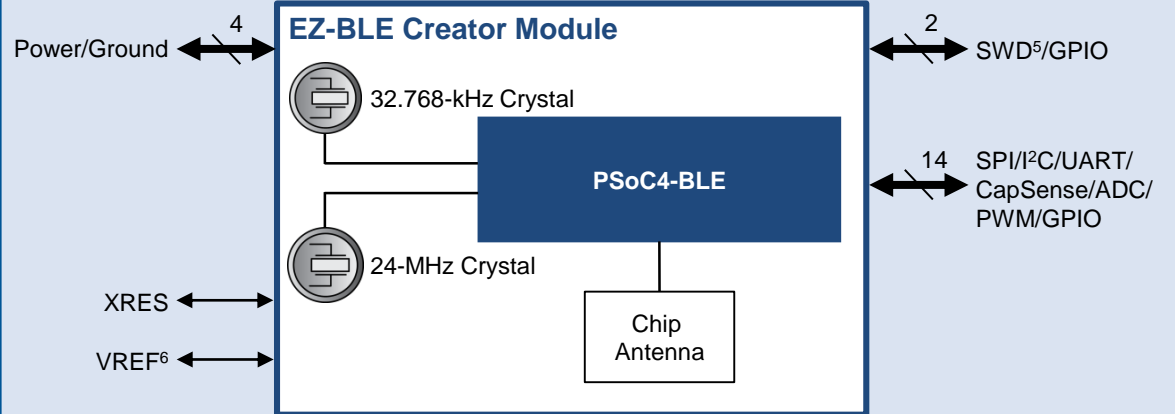 EZ-BLE Creator Module
4
Power/Ground
2
SWD⁵/GPIO
32.768-kHz Crystal
PSoC4-BLE
14
SPI/I²C/UART/
CapSense/ADC/
PWM/GPIO
24-MHz Crystal
XRES
Chip
Antenna
VREF⁶